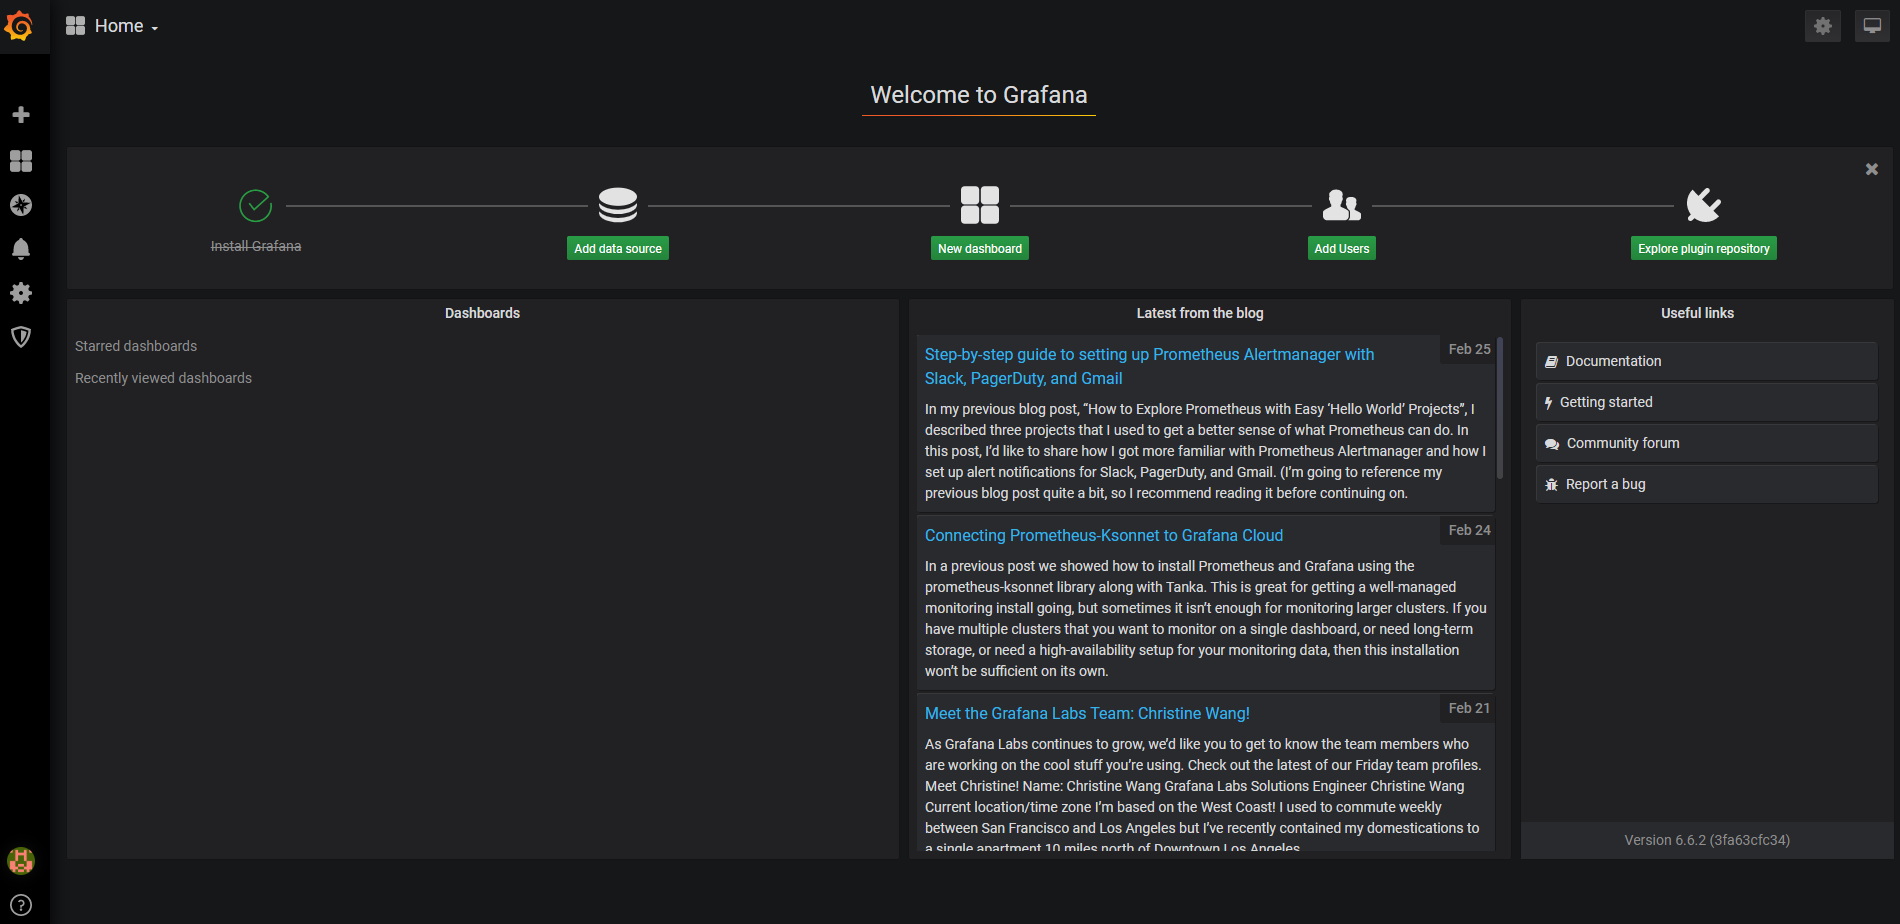 Home
Welcome to Grafana
Install Grafana
Add data source
New dashboard
Add Users
Explore plugin repository
Dashboards
Starred dashboards
Recently viewed dashboards
Latest from the blog
Step-by-step guide to setting up Prometheus Alertmanager with
Slack, PagerDuty, and Gmail
Feb 25
In my previous blog post, “How to Explore Prometheus with Easy ‘Hello World’ Projects”, I
described three projects that I used to get a better sense of what Prometheus can do. In
this post, I’d like to share how I got more familiar with Prometheus Alertmanager and how I
set up alert notifications for Slack, PagerDuty, and Gmail. (I’m going to reference my
previous blog post quite a bit, so I recommend reading it before continuing on.
Connecting Prometheus-Ksonnet to Grafana Cloud
Feb 24
In a previous post we showed how to install Prometheus and Grafana using the
prometheus-ksonnet library along with Tanka. This is great for getting a well-managed
monitoring install going, but sometimes it isn’t enough for monitoring larger clusters. If you
have multiple clusters that you want to monitor on a single dashboard, or need long-term
storage, or need a high-availability setup for your monitoring data, then this installation
won’t be sufficient on its own.
Meet the Grafana Labs Team: Christine Wang!
Feb 21
As Grafana Labs continues to grow, we’d like you to get to know the team members who
are working on the cool stuff you’re using. Check out the latest of our Friday team profiles.
Meet Christine! Name: Christine Wang Grafana Labs Solutions Engineer Christine Wang
Current location/time zone I’m based on the West Coast! I used to commute weekly
between San Francisco and Los Angeles but I’ve recently contained my domestications to
a single apartment 10 miles north of Downtown Los Angeles
Useful links
Documentation
Getting started
Community forum
Report a bug
Version 6.6.2 (3fa63cfc34)